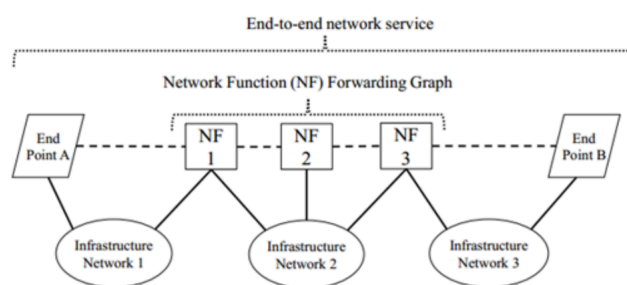 End-to-end network service
Network Function (NF) Forwarding Graph
End
Point A
NF
1
NF
2
NF
3
End
Point B
Infrastructure
Network 1
Infrastructure
Network 2
Infrastructure
Network 3